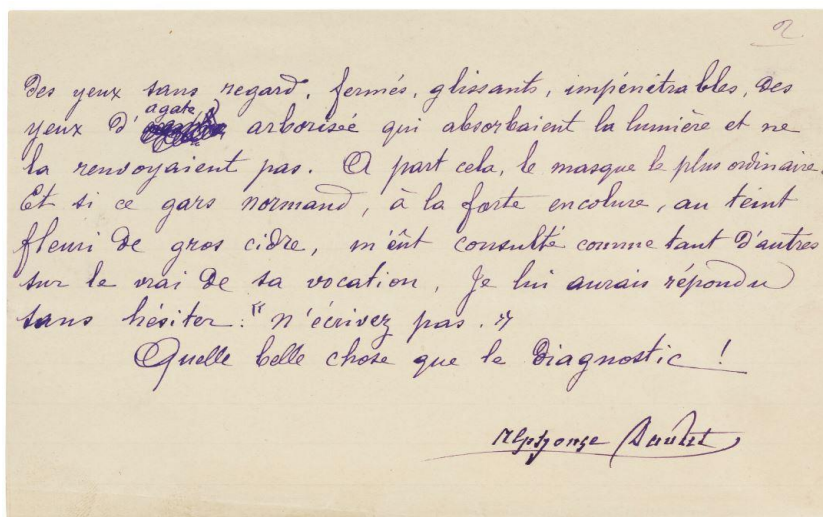 2
Des yeux sans regard, fermés, glissants, impénétrables, des
agate
yeux d' arborisée qui absorbaient la lumière et ne
la renvoyaient pas. A part cela, le masque le plus ordinaire.
Et si ce gars normand, à la forte encolure, au teint
fleuri de gros cidre, m'eût consulté comme tant d'autres
sur le vrai de sa vocation, je lui aurais répondu
sans hésiter: "n'écrivez pas."
Quelle belle chose que le diagnostic!
Alphonse Daudet